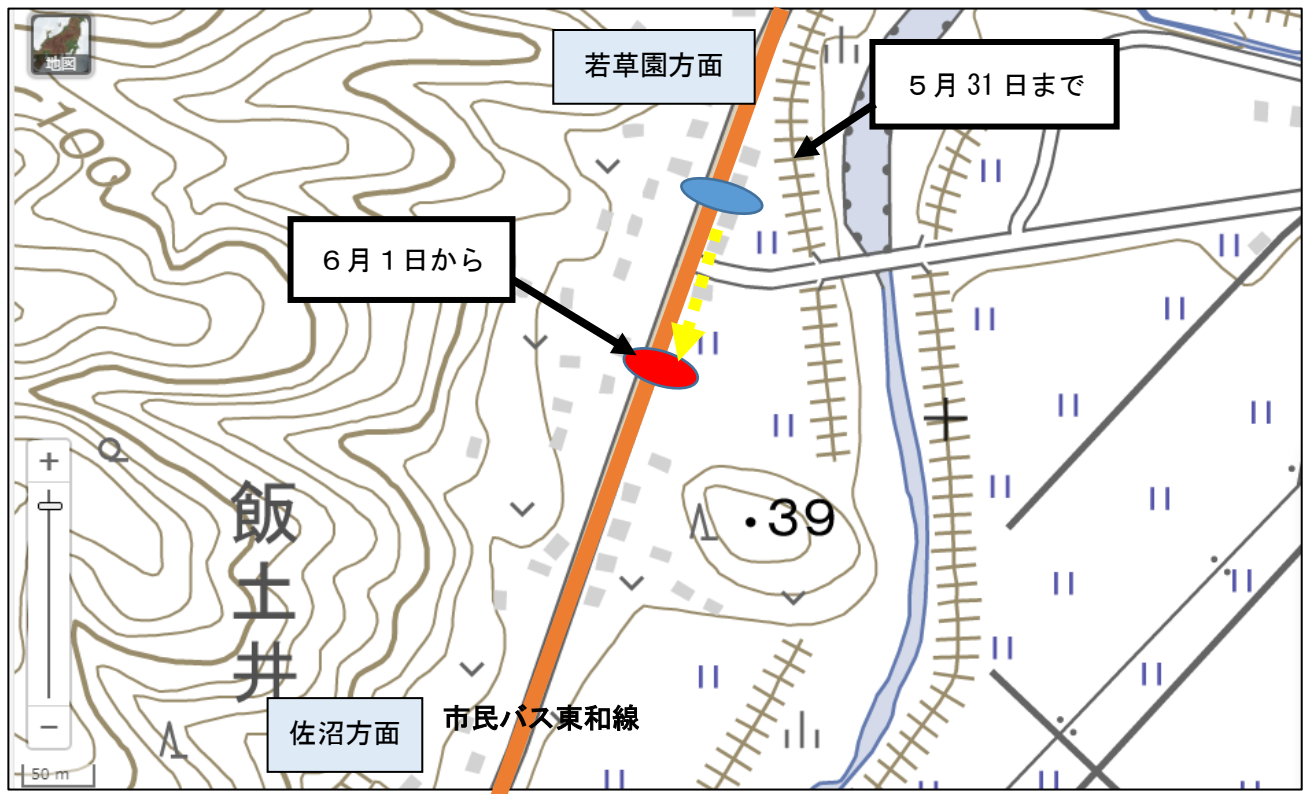 地図
若草園方面
５月 31 日まで
100
６月１日から
飯土井
・39
佐沼方面
市民バス東和線
+
−
50 m